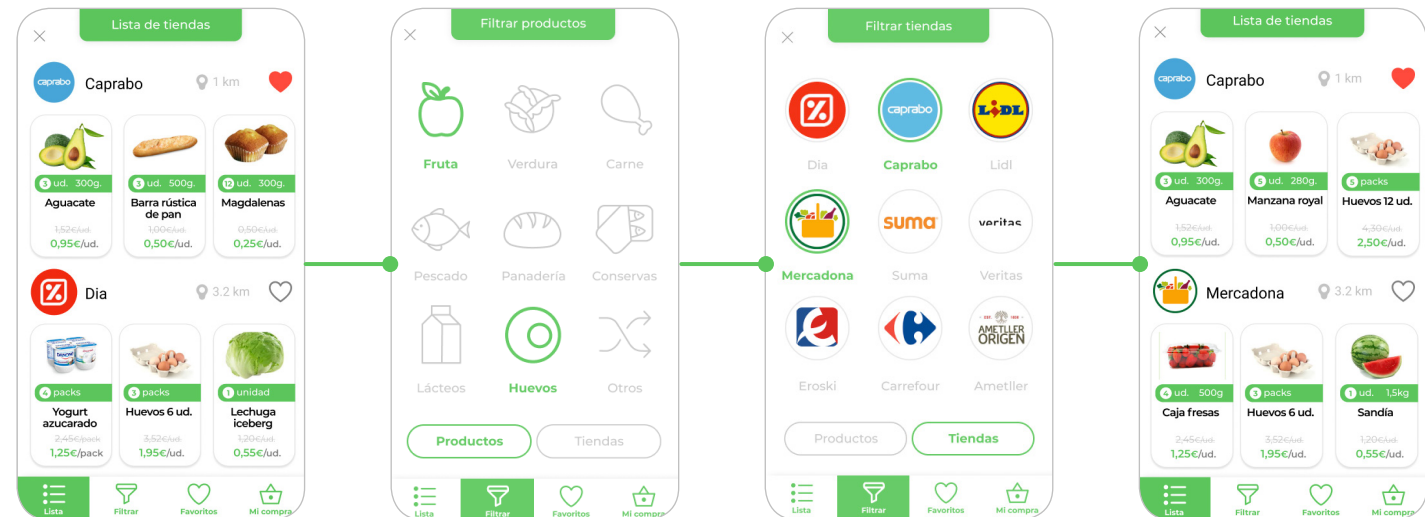 Lista de tiendas
caprabo
Caprabo
1 km
3 ud. 300g.
3 ud. 500g.
12 ud. 300g.
Aguacate
Barra rústica
de pan
Magdalenas
1,52€/ud.
1,00€/ud.
0,50€/ud.
0,95€/ud.
0,50€/ud.
0,25€/ud.
Dia
3.2 km
4 packs
3 packs
1 unidad
Yogurt
azucarado
Huevos 6 ud.
Lechuga
iceberg
2,45€/pack
3,52€/ud.
1,20€/ud.
1,25€/pack
1,95€/ud.
0,55€/ud.
Lista
Filtrar
Favoritos
Mi compra
Filtrar productos
Fruta
Verdura
Carne
Pescado
Panadería
Conservas
Lácteos
Huevos
Otros
Productos
Tiendas
Lista
Filtrar
Favoritos
Mi compra
Filtrar tiendas
caprabo
LIDL
Dia
Caprabo
Lidl
suma
veritas
Mercadona
Suma
Veritas
AMETLLER
ORIGEN
Eroski
Carrefour
Ametller
Productos
Tiendas
Lista
Filtrar
Favoritos
Mi compra
Lista de tiendas
caprabo
Caprabo
1 km
3 ud. 300g.
5 ud. 280g.
5 packs
Aguacate
Manzana royal
Huevos 12 ud.
1,52€/ud.
1,00€/ud.
4,30€/ud.
0,95€/ud.
0,50€/ud.
2,50€/ud.
Mercadona
3.2 km
4 ud. 500g
3 packs
1 ud. 1,5kg
Caja fresas
Huevos 6 ud.
Sandía
2,45€/ud.
3,52€/ud.
1,20€/ud.
1,25€/ud.
1,95€/ud.
0,55€/ud.
Lista
Filtrar
Favoritos
Mi compra